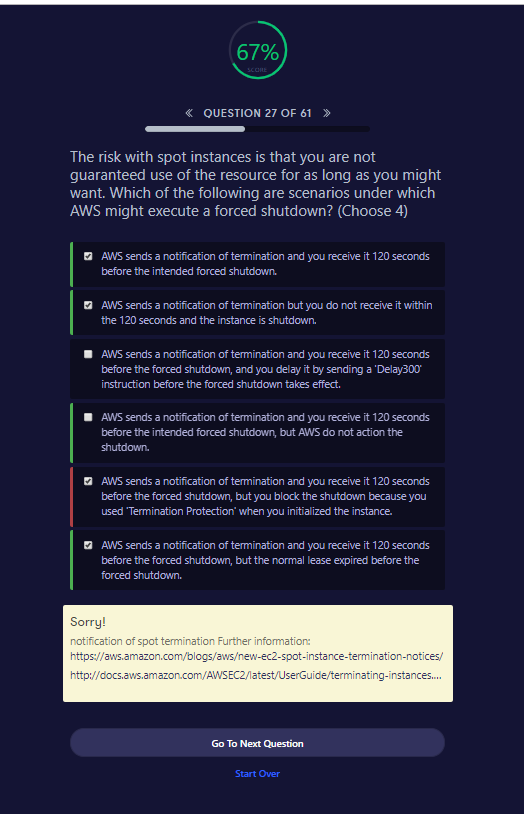 67%
SCORE
« QUESTION 27 OF 61 »
The risk with spot instances is that you are not
guaranteed use of the resource for as long as you might
want. Which of the following are scenarios under which
AWS might execute a forced shutdown? (Choose 4)
AWS sends a notification of termination and you receive it 120 seconds
before the intended forced shutdown.
AWS sends a notification of termination but you do not receive it within
the 120 seconds and the instance is shutdown.
AWS sends a notification of termination and you receive it 120 seconds
before the forced shutdown, and you delay it by sending a 'Delay300'
instruction before the forced shutdown takes effect.
AWS sends a notification of termination and you receive it 120 seconds
before the intended forced shutdown, but AWS do not action the
shutdown.
AWS sends a notification of termination and you receive it 120 seconds
before the forced shutdown, but you block the shutdown because you
used 'Termination Protection' when you initialized the instance.
AWS sends a notification of termination and you receive it 120 seconds
before the forced shutdown, but the normal lease expired before the
forced shutdown.
Sorry!
notification of spot termination Further information:
https://aws.amazon.com/blogs/aws/new-ec2-spot-instance-termination-notices/
http://docs.aws.amazon.com/AWSEC2/latest/UserGuide/terminating-instances....
Go To Next Question
Start Over